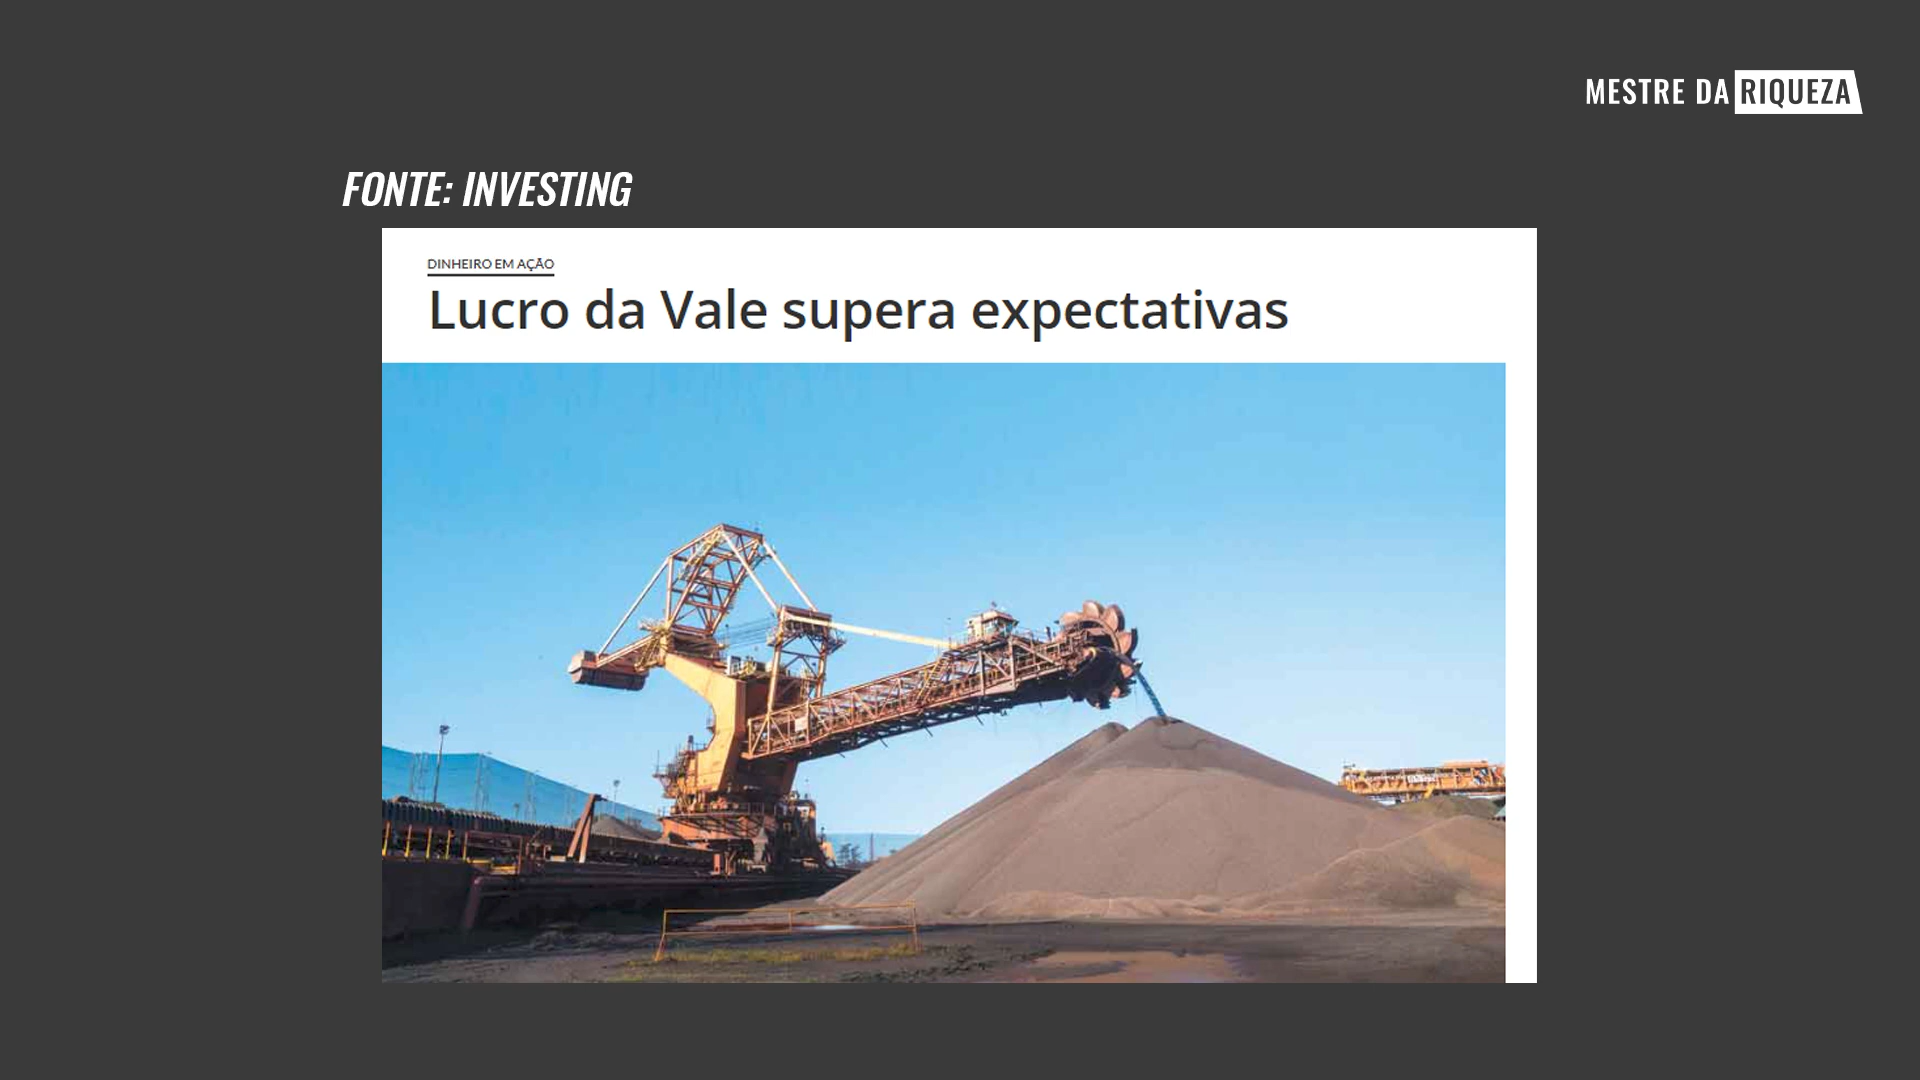 MESTRE DA RIQUEZA
FONTE: INVESTING
DINHEIRO EM AÇÃO
Lucro da Vale supera expectativas